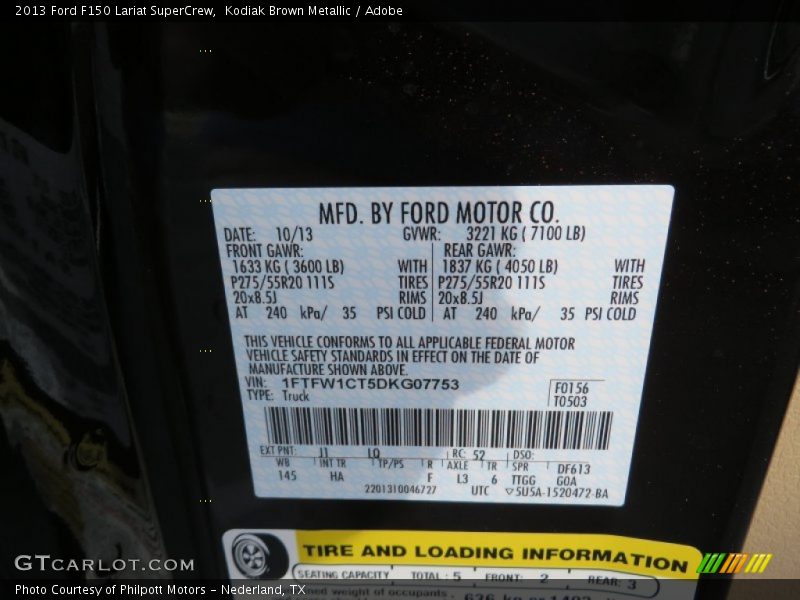 2013 Ford F150 Lariat SuperCrew, Kodiak Brown Metallic / Adobe
MFD. BY FORD MOTOR CO.
DATE: 10/13 GVWR: 3221 KG ( 7100 LB)
FRONT GAWR: REAR GAWR:
1633 KG ( 3600 LB) WITH 1837 KG ( 4050 LB) WITH
P275/55R20 111S TIRES P275/55R20 111S TIRES
20x8.5J RIMS 20x8.5J RIMS
AT 240 kPa/ 35 PSI COLD AT 240 kPa/ 35 PSI COLD
THIS VEHICLE CONFORMS TO ALL APPLICABLE FEDERAL MOTOR
VEHICLE SAFETY STANDARDS IN EFFECT ON THE DATE OF
MANUFACTURE SHOWN ABOVE.
VIN: 1FTFW1CT5DKG07753 F0156
TYPE: Truck T0503
EXT PNT: J1 LQ RC: 52 DSO:
WB INT TR TP/PS R AXLE TR SPR DF613
145 HA F L3 6 TTGG GOA
2201310046727 UTC ▽5U5A-1520472-BA
TIRE AND LOADING INFORMATION
SEATING CAPACITY TOTAL: 5 FRONT: 2 REAR: 3
weight of occupants
GTCARLOT.COM
Photo Courtesy of Philpott Motors - Nederland, TX